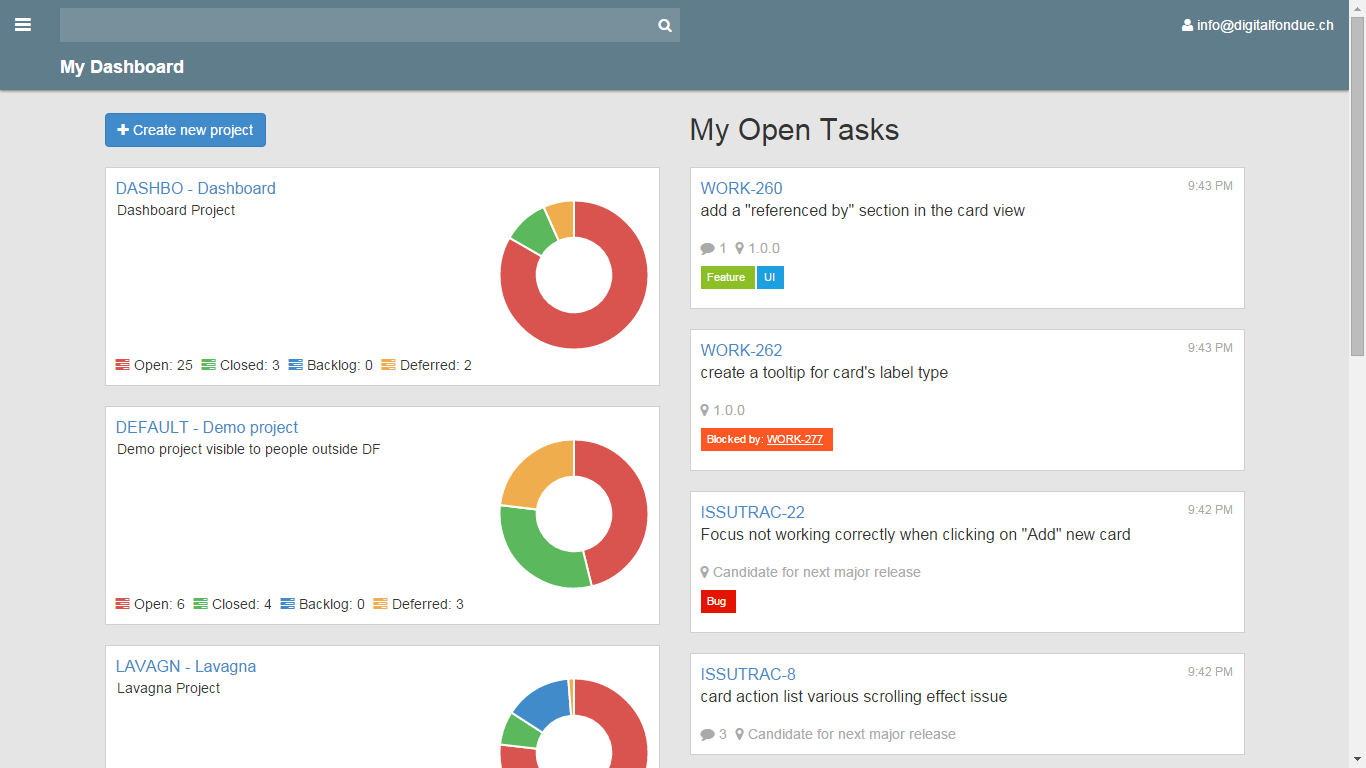 info@digitalfondue.ch
My Dashboard
Create new project
DASHBO - Dashboard
Dashboard Project
Open: 25 Closed: 3 Backlog: 0 Deferred: 2
DEFAULT - Demo project
Demo project visible to people outside DF
Open: 6 Closed: 4 Backlog: 0 Deferred: 3
LAVAGN - Lavagna
Lavagna Project
My Open Tasks
WORK-260 9:43 PM
add a "referenced by" section in the card view
1 1.0.0
Feature UI
WORK-262 9:43 PM
create a tooltip for card's label type
1.0.0
Blocked by: WORK-277
ISSUTRAC-22 9:42 PM
Focus not working correctly when clicking on "Add" new card
Candidate for next major release
Bug
ISSUTRAC-8 9:42 PM
card action list various scrolling effect issue
3 Candidate for next major release